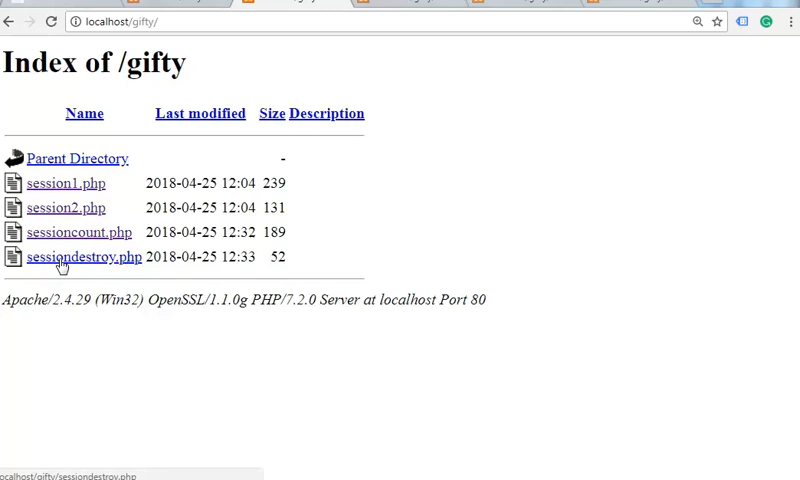 localhost/gifty/
Index of /gifty
Name Last modified Size Description
Parent Directory -
session1.php 2018-04-25 12:04 239
session2.php 2018-04-25 12:04 131
sessioncount.php 2018-04-25 12:32 189
sessiondestroy.php 2018-04-25 12:33 52
Apache/2.4.29 (Win32) OpenSSL/1.1.0g PHP/7.2.0 Server at localhost Port 80
ocalhost/gifty/sessiondestroy.php